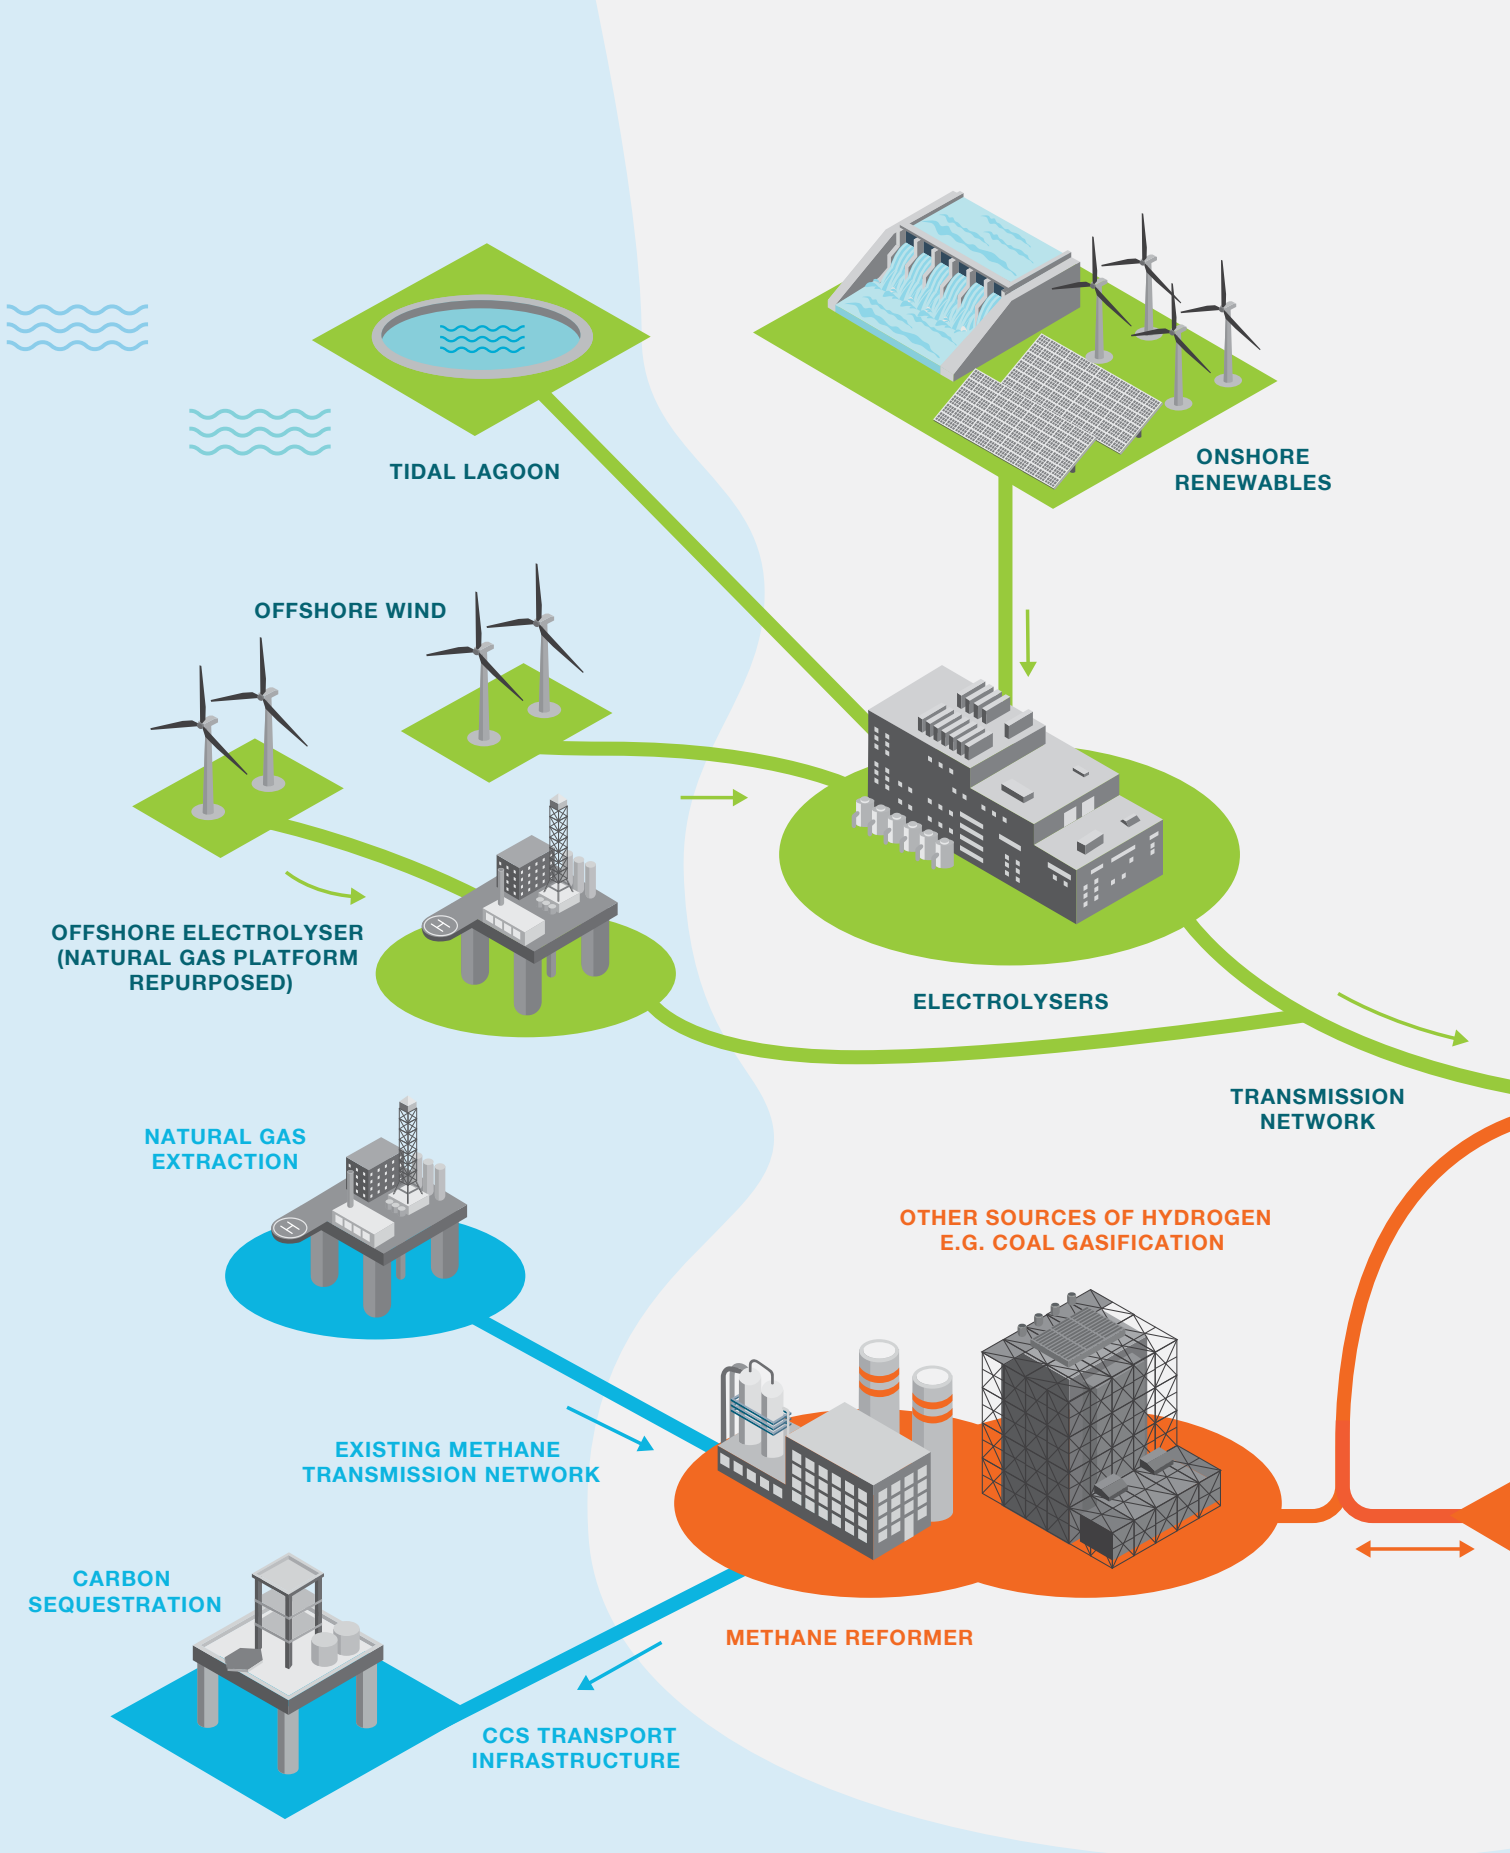 ONSHORE
RENEWABLES
TIDAL LAGOON
OFFSHORE WIND
OFFSHORE ELECTROLYSER
(NATURAL GAS PLATFORM
REPURPOSED)
ELECTROLYSERS
TRANSMISSION
NETWORK
NATURAL GAS
EXTRACTION
OTHER SOURCES OF HYDROGEN
E.G. COAL GASIFICATION
EXISTING METHANE
TRANSMISSION NETWORK
CARBON
SEQUESTRATION
METHANE REFORMER
CCS TRANSPORT
INFRASTRUCTURE